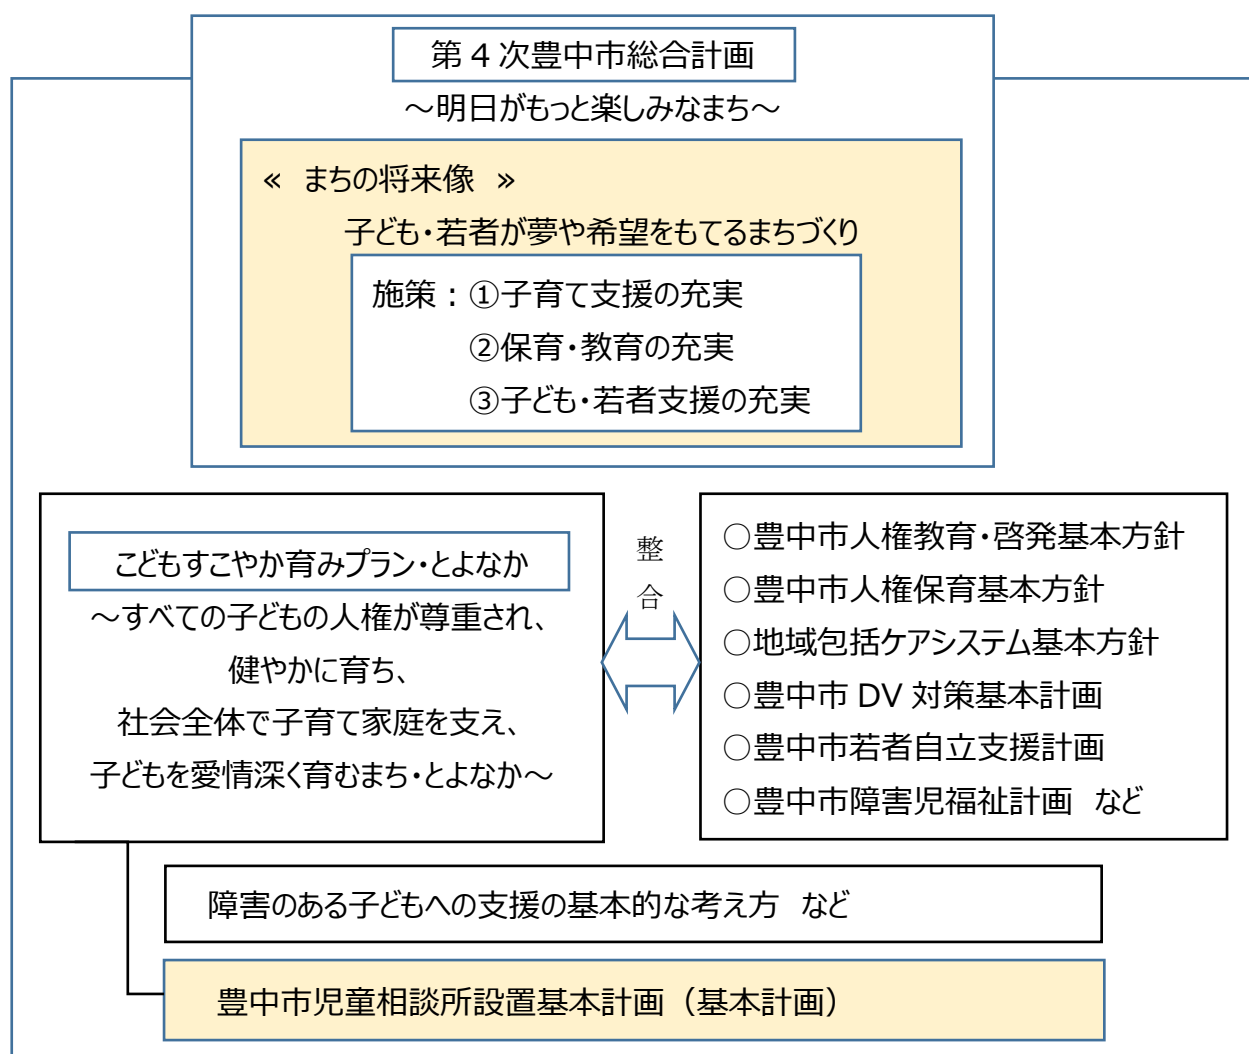 第４次豊中市総合計画
～明日がもっと楽しみなまち～
≪　まちの将来像　≫
子ども・若者が夢や希望をもてるまちづくり
施策：①子育て支援の充実
②保育・教育の充実
③子ども・若者支援の充実
こどもすこやか育みプラン・とよなか
～すべての子どもの人権が尊重され、
健やかに育ち、
社会全体で子育て家庭を支え、
子どもを愛情深く育むまち・とよなか～
整
合
○豊中市人権教育・啓発基本方針
○豊中市人権保育基本方針
○地域包括ケアシステム基本方針
○豊中市 DV 対策基本計画
○豊中市若者自立支援計画
○豊中市障害児福祉計画　など
障害のある子どもへの支援の基本的な考え方　など
豊中市児童相談所設置基本計画（基本計画）